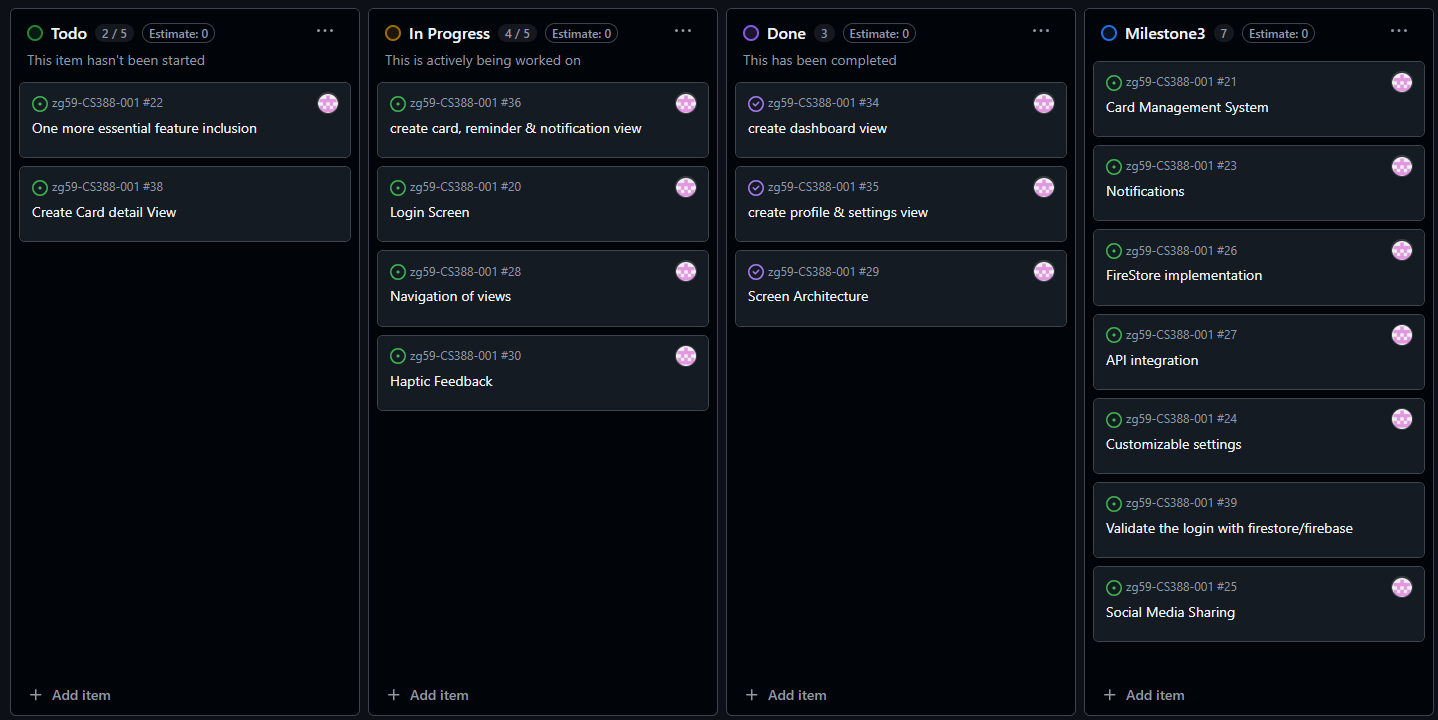 Todo 2 / 5 Estimate: 0
This item hasn't been started
zg59-CS388-001 #22
One more essential feature inclusion
zg59-CS388-001 #38
Create Card detail View
Add item
In Progress 4 / 5 Estimate: 0
This is actively being worked on
zg59-CS388-001 #36
create card, reminder & notification view
zg59-CS388-001 #20
Login Screen
zg59-CS388-001 #28
Navigation of views
zg59-CS388-001 #30
Haptic Feedback
Add item
Done 3 Estimate: 0
This has been completed
zg59-CS388-001 #34
create dashboard view
zg59-CS388-001 #35
create profile & settings view
zg59-CS388-001 #29
Screen Architecture
Add item
Milestone3 7 Estimate: 0
zg59-CS388-001 #21
Card Management System
zg59-CS388-001 #23
Notifications
zg59-CS388-001 #26
FireStore implementation
zg59-CS388-001 #27
API integration
zg59-CS388-001 #24
Customizable settings
zg59-CS388-001 #39
Validate the login with firestore/firebase
zg59-CS388-001 #25
Social Media Sharing
Add item